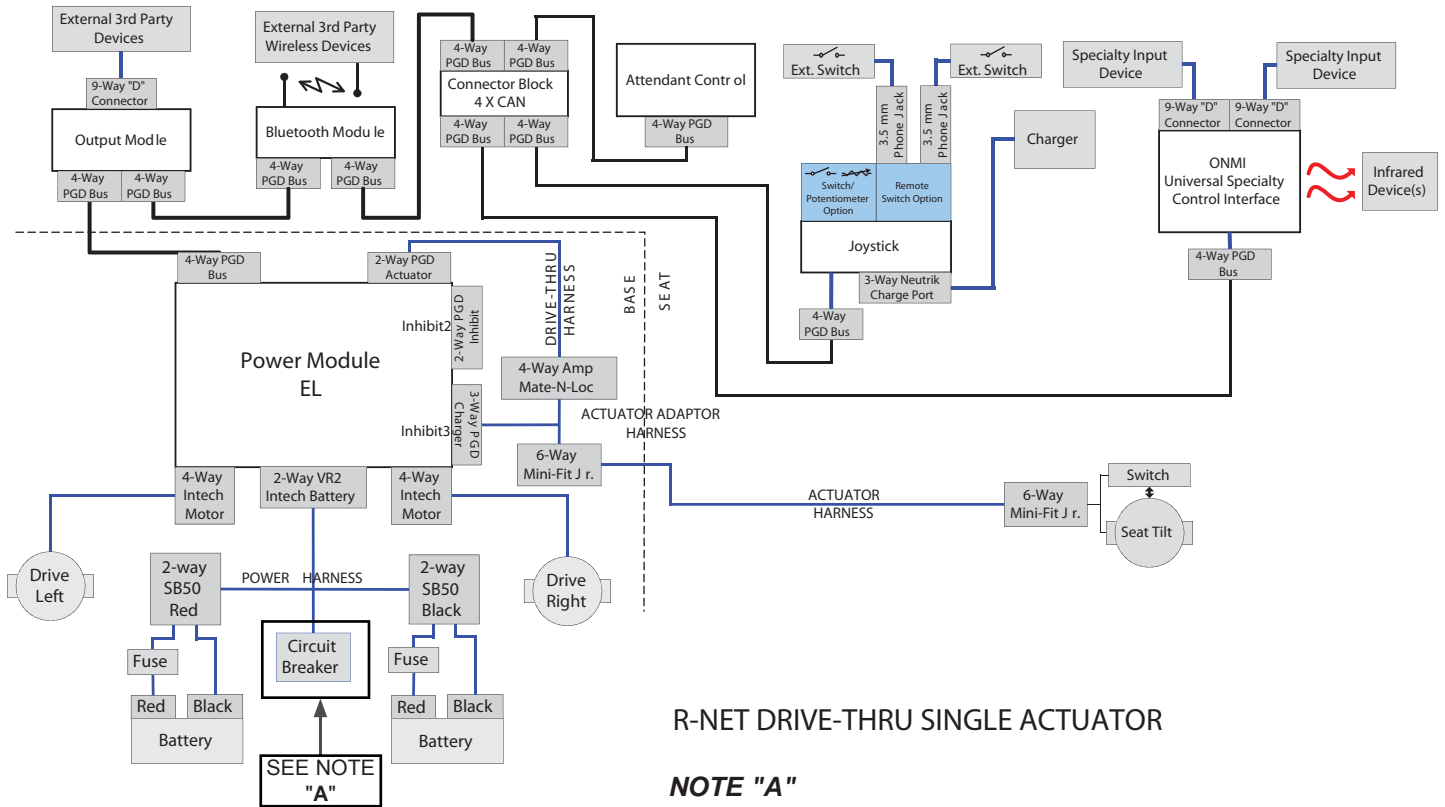 External 3rd Party
Devices
9-Way "D"
Connector
Output Mod le
4-Way
PGD Bus
4-Way
PGD Bus
External 3rd Party
Wireless Devices
Bluetooth Modu le
4-Way
PGD Bus
4-Way
PGD Bus
4-Way
PGD Bus
4-Way
PGD Bus
Connector Block
4 X CAN
4-Way
PGD Bus
4-Way
PGD Bus
Attendant Contr ol
4-Way PGD
Bus
Ext. Switch
Ext. Switch
3.5 mm
Phone Jack
3.5 mm
Phone Jack
Switch/
Potentiometer
Option
Remote
Switch Option
Joystick
3-Way Neutrik
Charge Port
4-Way
PGD Bus
Charger
Specialty Input
Device
Specialty Input
Device
9-Way "D"
Connector
9-Way "D"
Connector
ONMI
Universal Specialty
Control Interface
4-Way PGD
Bus
Infrared
Device(s)
4-Way PGD
Bus
2-Way PGD
Actuator
Inhibit2
2-Way PGD
Inhibit
Power Module
EL
Inhibit3
3-Way PGD
Charger
DRIVE-THRU
HARNESS
BASE
SEAT
4-Way Amp
Mate-N-Loc
ACTUATOR ADAPTOR
HARNESS
6-Way
Mini-Fit J r.
ACTUATOR
HARNESS
6-Way
Mini-Fit J r.
Switch
Seat Tilt
4-Way
Intech
Motor
2-Way VR2
Intech Battery
4-Way
Intech
Motor
Drive
Left
2-way
SB50
Red
POWER HARNESS
2-way
SB50
Black
Drive
Right
Fuse
Circuit
Breaker
Fuse
Red
Black
Battery
Red
Black
Battery
SEE NOTE
"A"
R-NET DRIVE-THRU SINGLE ACTUATOR
NOTE "A"